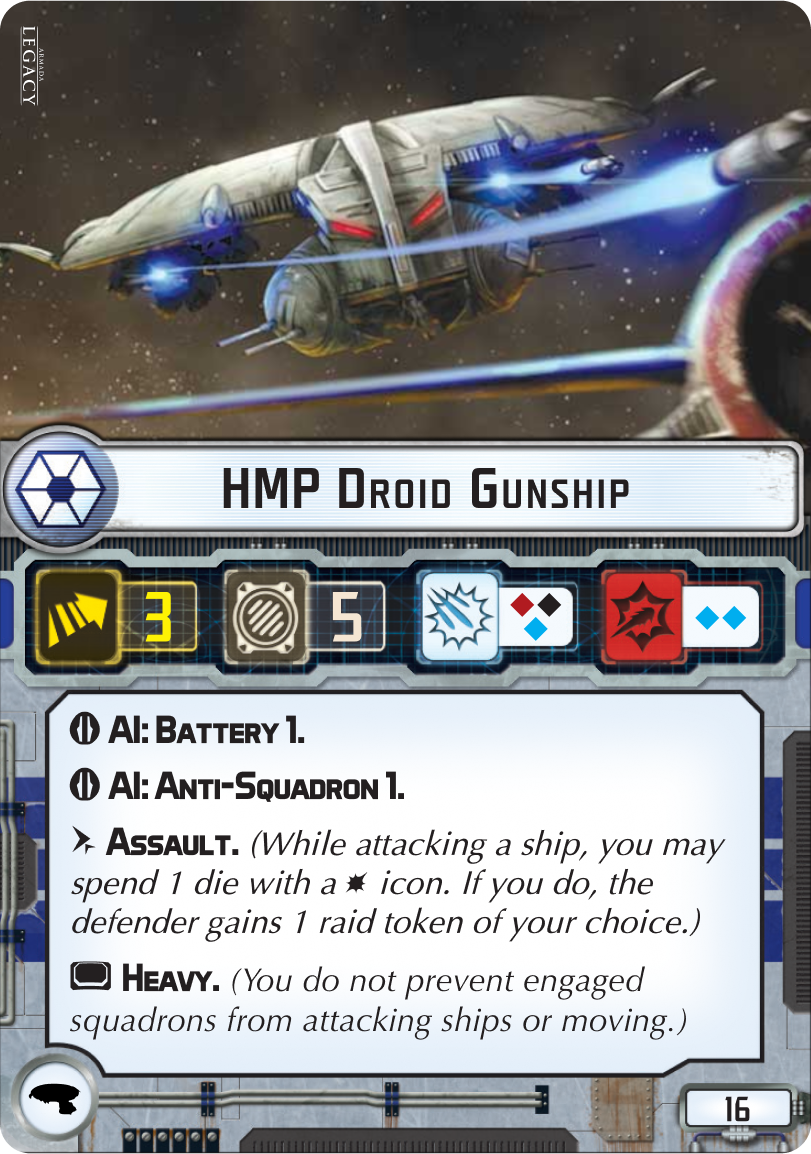 ARMADA
LEGACY
HMP Droid Gunship
3
5
AI: Battery 1.
AI: Anti-Squadron 1.
Assault. (While attacking a ship, you may
spend 1 die with a icon. If you do, the
defender gains 1 raid token of your choice.)
Heavy. (You do not prevent engaged
squadrons from attacking ships or moving.)
16